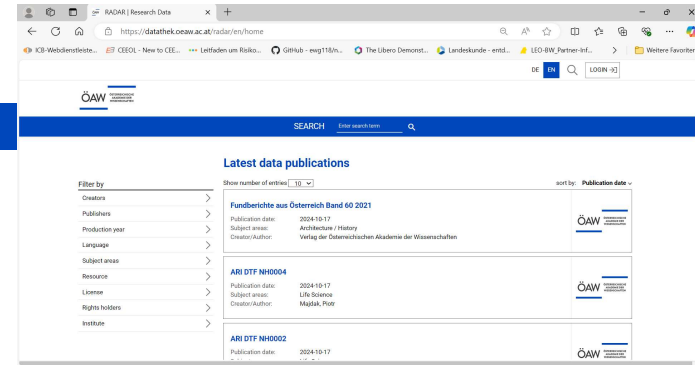 RADAR | Research Data
https://datathek.oeaw.ac.at/radar/en/home
ICB-Webdienstleiste...
CEEOL - New to CEE...
Leitfaden um Risiko...
GitHub - ewg118/n...
The Libero Demonst...
Landeskunde - entd...
LEO-BW_Partner-Inf...
Weitere Favoriten
DE EN LOGIN
ÖAW ÖSTERREICHISCHE AKADEMIE DER WISSENSCHAFTEN
SEARCH Enter search term
Latest data publications
Filter by
Show number of entries 10
sort by: Publication date
Creators
Publishers
Production year
Language
Subject areas
Resource
License
Rights holders
Institute
Fundberichte aus Österreich Band 60 2021
Publication date: 2024-10-17
Subject areas: Architecture / History
Creator/Author: Verlag der Österreichischen Akademie der Wissenschaften
ÖAW
ARI DTF NH0004
Publication date: 2024-10-17
Subject areas: Life Science
Creator/Author: Majdak, Piotr
ÖAW
ARI DTF NH0002
Publication date: 2024-10-17
ÖAW